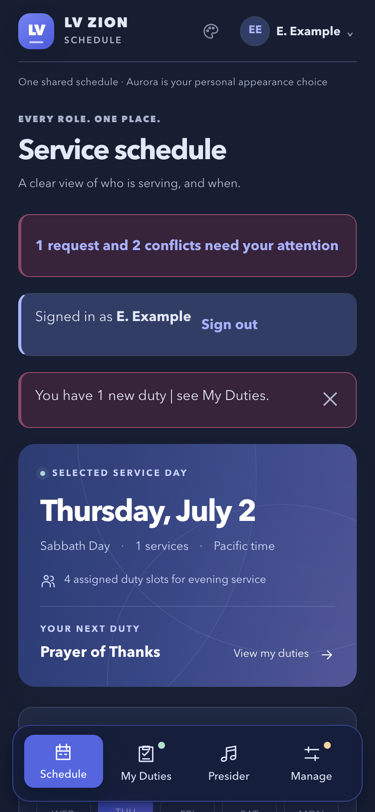 LV
LV ZION
SCHEDULE
EE
E. Example
One shared schedule · Aurora is your personal appearance choice
EVERY ROLE. ONE PLACE.
Service schedule
A clear view of who is serving, and when.
1 request and 2 conflicts need your attention
Signed in as E. Example
Sign out
You have 1 new duty | see My Duties.
SELECTED SERVICE DAY
Thursday, July 2
Sabbath Day · 1 services · Pacific time
4 assigned duty slots for evening service
YOUR NEXT DUTY
Prayer of Thanks
View my duties →
Schedule
My Duties
Presider
Manage